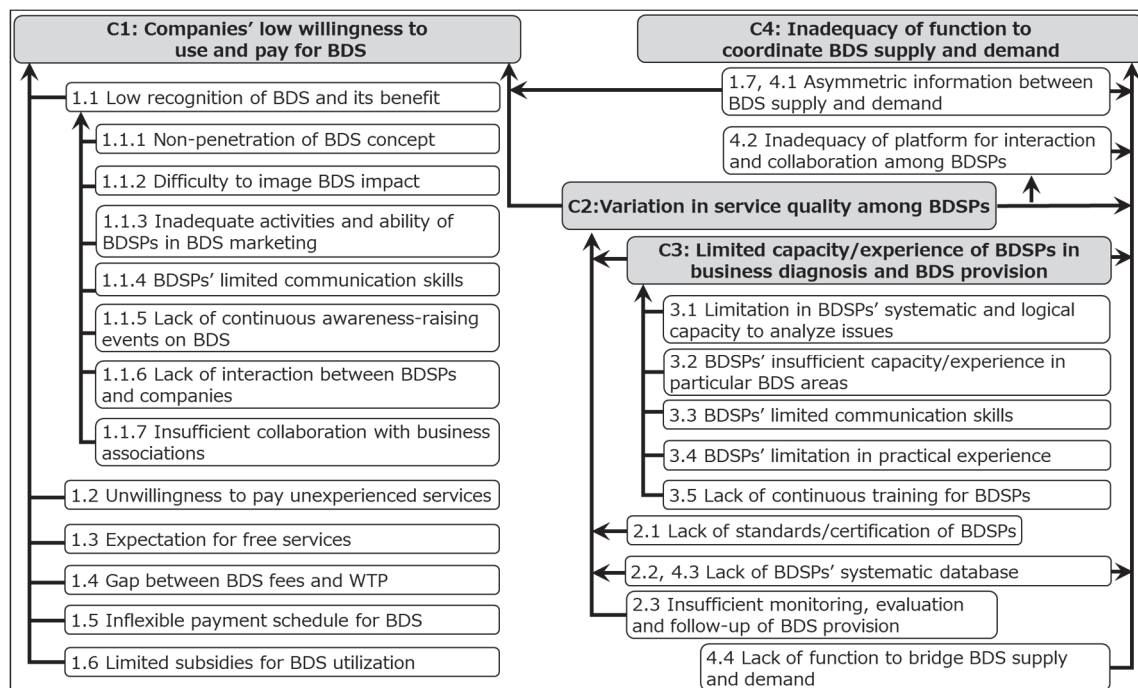 C1: Companies' low willingness to
use and pay for BDS
1.1 Low recognition of BDS and its benefit
1.1.1 Non-penetration of BDS concept
1.1.2 Difficulty to image BDS impact
1.1.3 Inadequate activities and ability of
BDSPs in BDS marketing
1.1.4 BDSPs' limited communication skills
1.1.5 Lack of continuous awareness-raising
events on BDS
1.1.6 Lack of interaction between BDSPs
and companies
1.1.7 Insufficient collaboration with business
associations
1.2 Unwillingness to pay unexperienced services
1.3 Expectation for free services
1.4 Gap between BDS fees and WTP
1.5 Inflexible payment schedule for BDS
1.6 Limited subsidies for BDS utilization
C4: Inadequacy of function to
coordinate BDS supply and demand
1.7, 4.1 Asymmetric information between
BDS supply and demand
4.2 Inadequacy of platform for interaction
and collaboration among BDSPs
C2:Variation in service quality among BDSPs
C3: Limited capacity/experience of BDSPs in
business diagnosis and BDS provision
3.1 Limitation in BDSPs' systematic and logical
capacity to analyze issues
3.2 BDSPs' insufficient capacity/experience in
particular BDS areas
3.3 BDSPs' limited communication skills
3.4 BDSPs' limitation in practical experience
3.5 Lack of continuous training for BDSPs
2.1 Lack of standards/certification of BDSPs
2.2, 4.3 Lack of BDSPs' systematic database
2.3 Insufficient monitoring, evaluation
and follow-up of BDS provision
4.4 Lack of function to bridge BDS supply
and demand